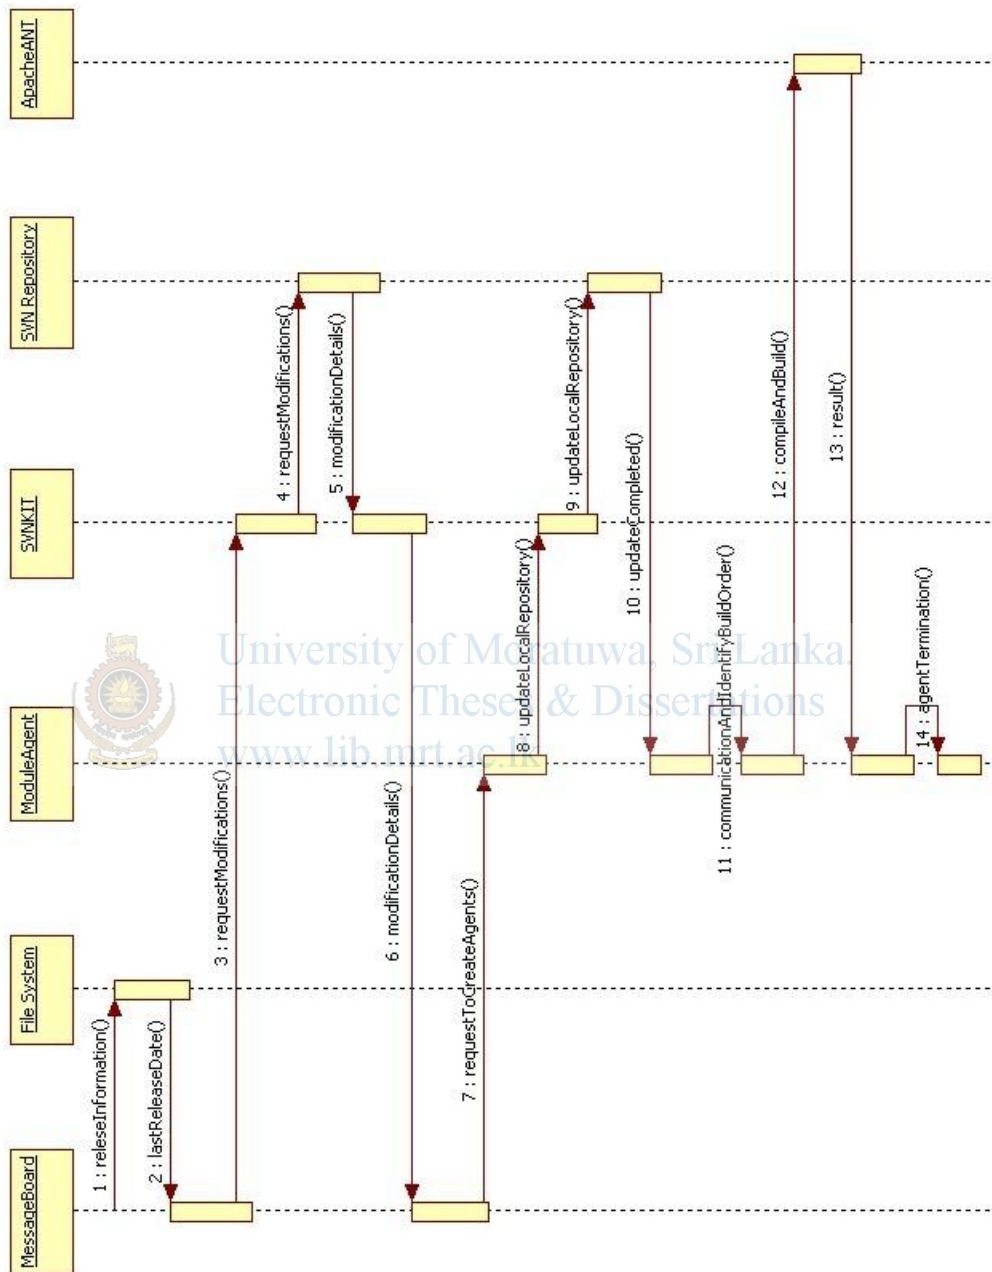 MessageBoard
File System
ModuleAgent
SVNKIT
SVN Repository
ApacheANT
1 : releseInformation()
2 : lastReleaseDate()
3 : requestModifications()
4 : requestModifications()
5 : modificationDetails()
6 : modificationDetails()
7 : requestToCreateAgents()
8 : updateLocalRepository()
9 : updateLocalRepository()
10 : updateCompleted()
11 : communicationAndIdentifyBuildOrder()
12 : compileAndBuild()
13 : result()
14 : agentTermination()
University of Moratuwa, Sri Lanka.
Electronic Theses & Dissertations
www.lib.mrt.ac.lk